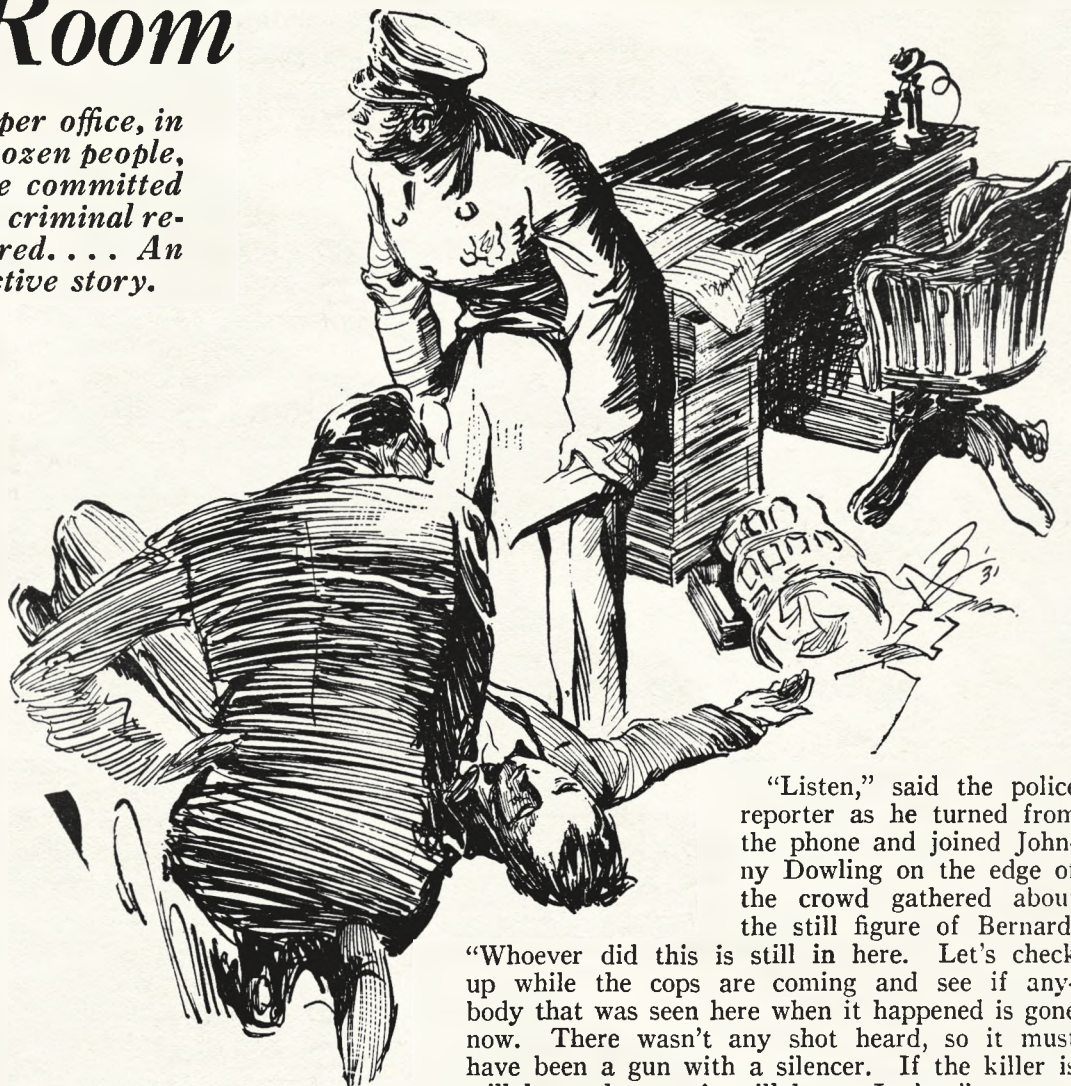 Room
per office, in
ozen people,
e committed
criminal re-
red.... An
tive story.
'31
“Listen,” said the police
reporter as he turned from
the phone and joined John-
ny Dowling on the edge of
the crowd gathered about
the still figure of Bernard.
“Whoever did this is still in here. Let's check
up while the cops are coming and see if any-
body that was seen here when it happened is gone
now. There wasn't any shot heard, so it must
have been a gun with a silencer. If the killer is